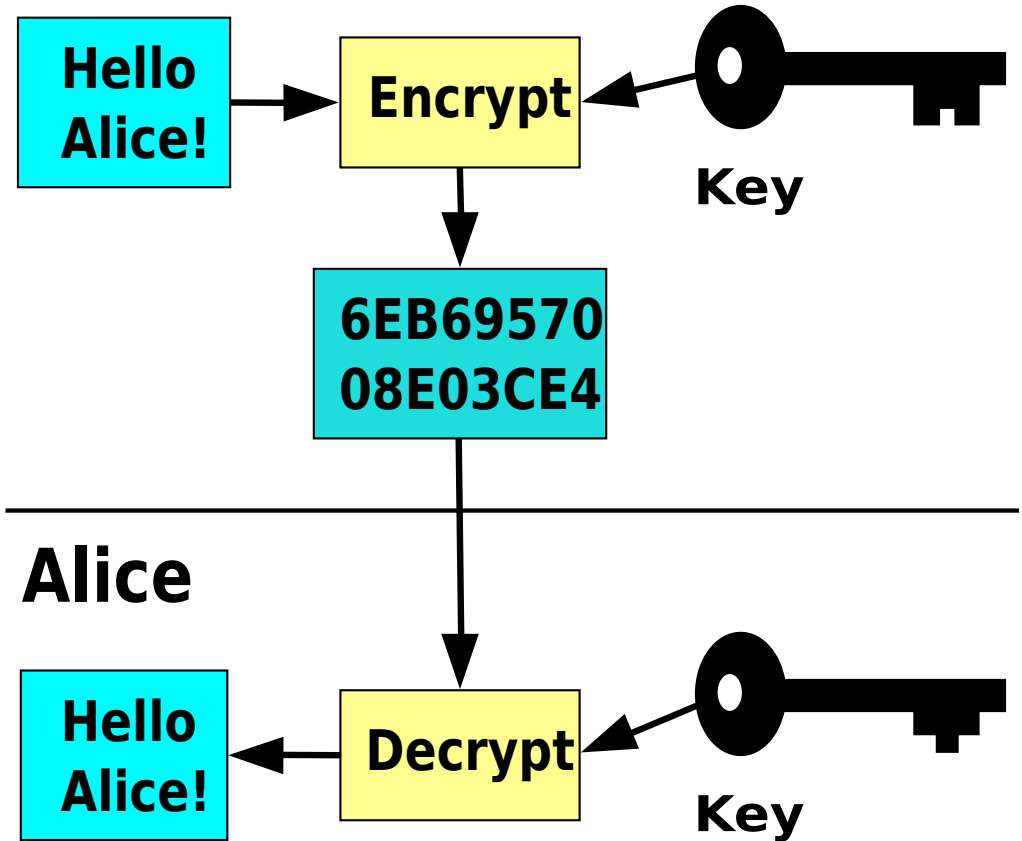 Hello
Alice!
Encrypt
Key
6EB69570
08E03CE4
Alice
Hello
Alice!
Decrypt
Key